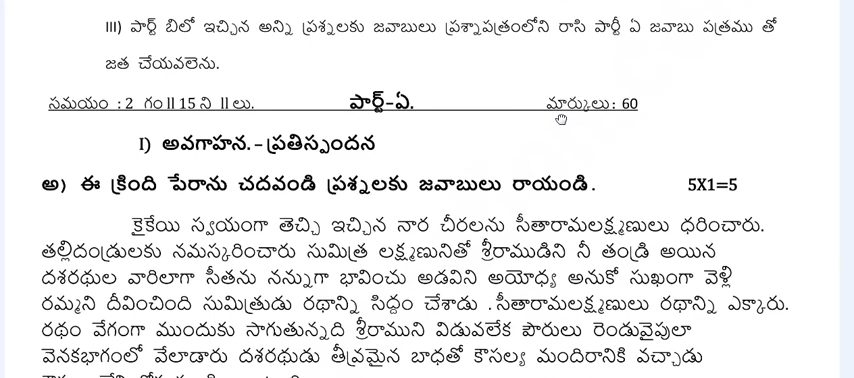 III) పార్ట్ బిలో ఇచ్చిన అన్ని ప్రశ్నలకు జవాబులు ప్రశ్నాపత్రంలోని రాసి పార్టీ ఏ జవాబు పత్రము తో
జత చేయవలెను.
సమయం : 2 గం॥ 15 ని ॥లు. పార్ట్-ఏ. మార్కులు: 60
I) అవగాహన. – ప్రతిస్పందన
అ) ఈ క్రింది పేరాను చదవండి ప్రశ్నలకు జవాబులు రాయండి. 5X1=5
కైకేయి స్వయంగా తెచ్చి ఇచ్చిన నార చీరలను సీతారామలక్ష్మణులు ధరించారు.
తల్లిదండ్రులకు నమస్కరించారు సుమిత్ర లక్ష్మణునితో శ్రీరాముడిని నీ తండ్రి అయిన
దశరథుల వారిలాగా సీతను నన్నుగా భావించు అడవిని అయోధ్య అనుకో సుఖంగా వెళ్లి
రమ్మని దీవించింది సుమిత్రుడు రథాన్ని సిద్దం చేశాడు .సీతారామలక్ష్మణులు రథాన్ని ఎక్కారు.
రథం వేగంగా ముందుకు సాగుతున్నది శ్రీరాముని విడువలేక పౌరులు రెండువైపులా
వెనకభాగంలో వేలాడారు దశరథుడు తీవ్రమైన బాధతో కౌసల్య మందిరానికి వచ్చాడు